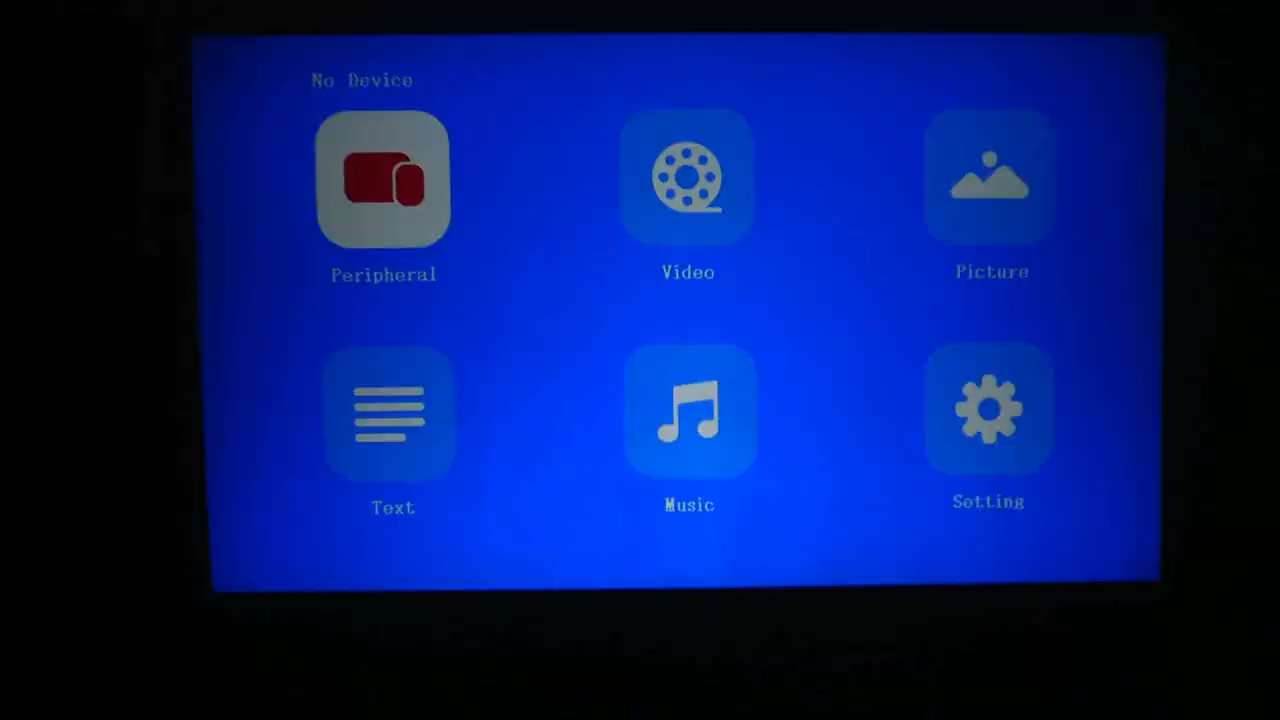 No Device
Peripheral
Video
Picture
Text
Music
Setting